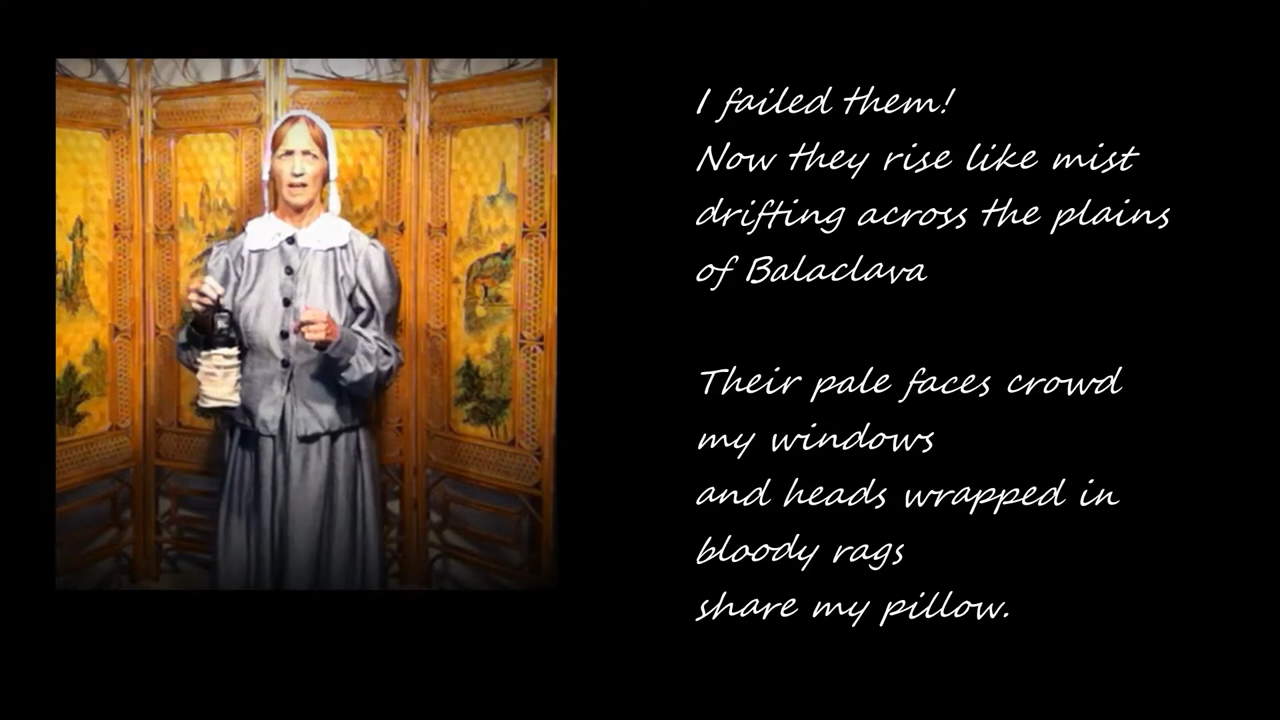 I failed them!
Now they rise like mist
drifting across the plains
of Balaclava
Their pale faces crowd
my windows
and heads wrapped in
bloody rags
share my pillow.